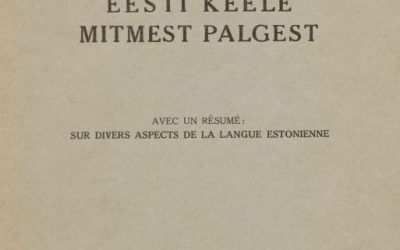 EESTI KEELE
MITMEST PALGEST
AVEC UN RÉSUMÉ:
SUR DIVERS ASPECTS DE LA LANGUE ESTONIENNE